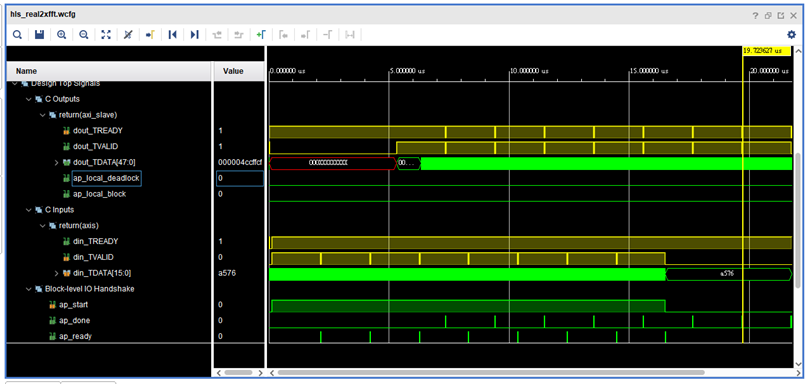 hls_real2xfft.wcfg
19.723627 us
Name Value 0.000000 us 5.000000 us 10.000000 us 15.000000 us 20.000000 us
Design Top Signals
C Outputs
return(axi_slave)
dout_TREADY 1
dout_TVALID 1
dout_TDATA[47:0] 000004ccffcf XXXXXXXXXXXX 00...
ap_local_deadlock 0
ap_local_block 0
C Inputs
return(axis)
din_TREADY 1
din_TVALID 0
din_TDATA[15:0] a576 a576
Block-level IO Handshake
ap_start 0
ap_done 0
ap_ready 0